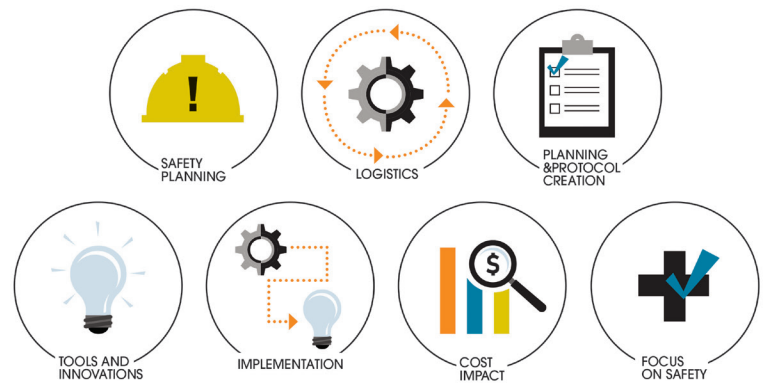 !
SAFETY
PLANNING
LOGISTICS
PLANNING
&PROTOCOL
CREATION
TOOLS AND
INNOVATIONS
IMPLEMENTATION
$
COST
IMPACT
FOCUS
ON SAFETY